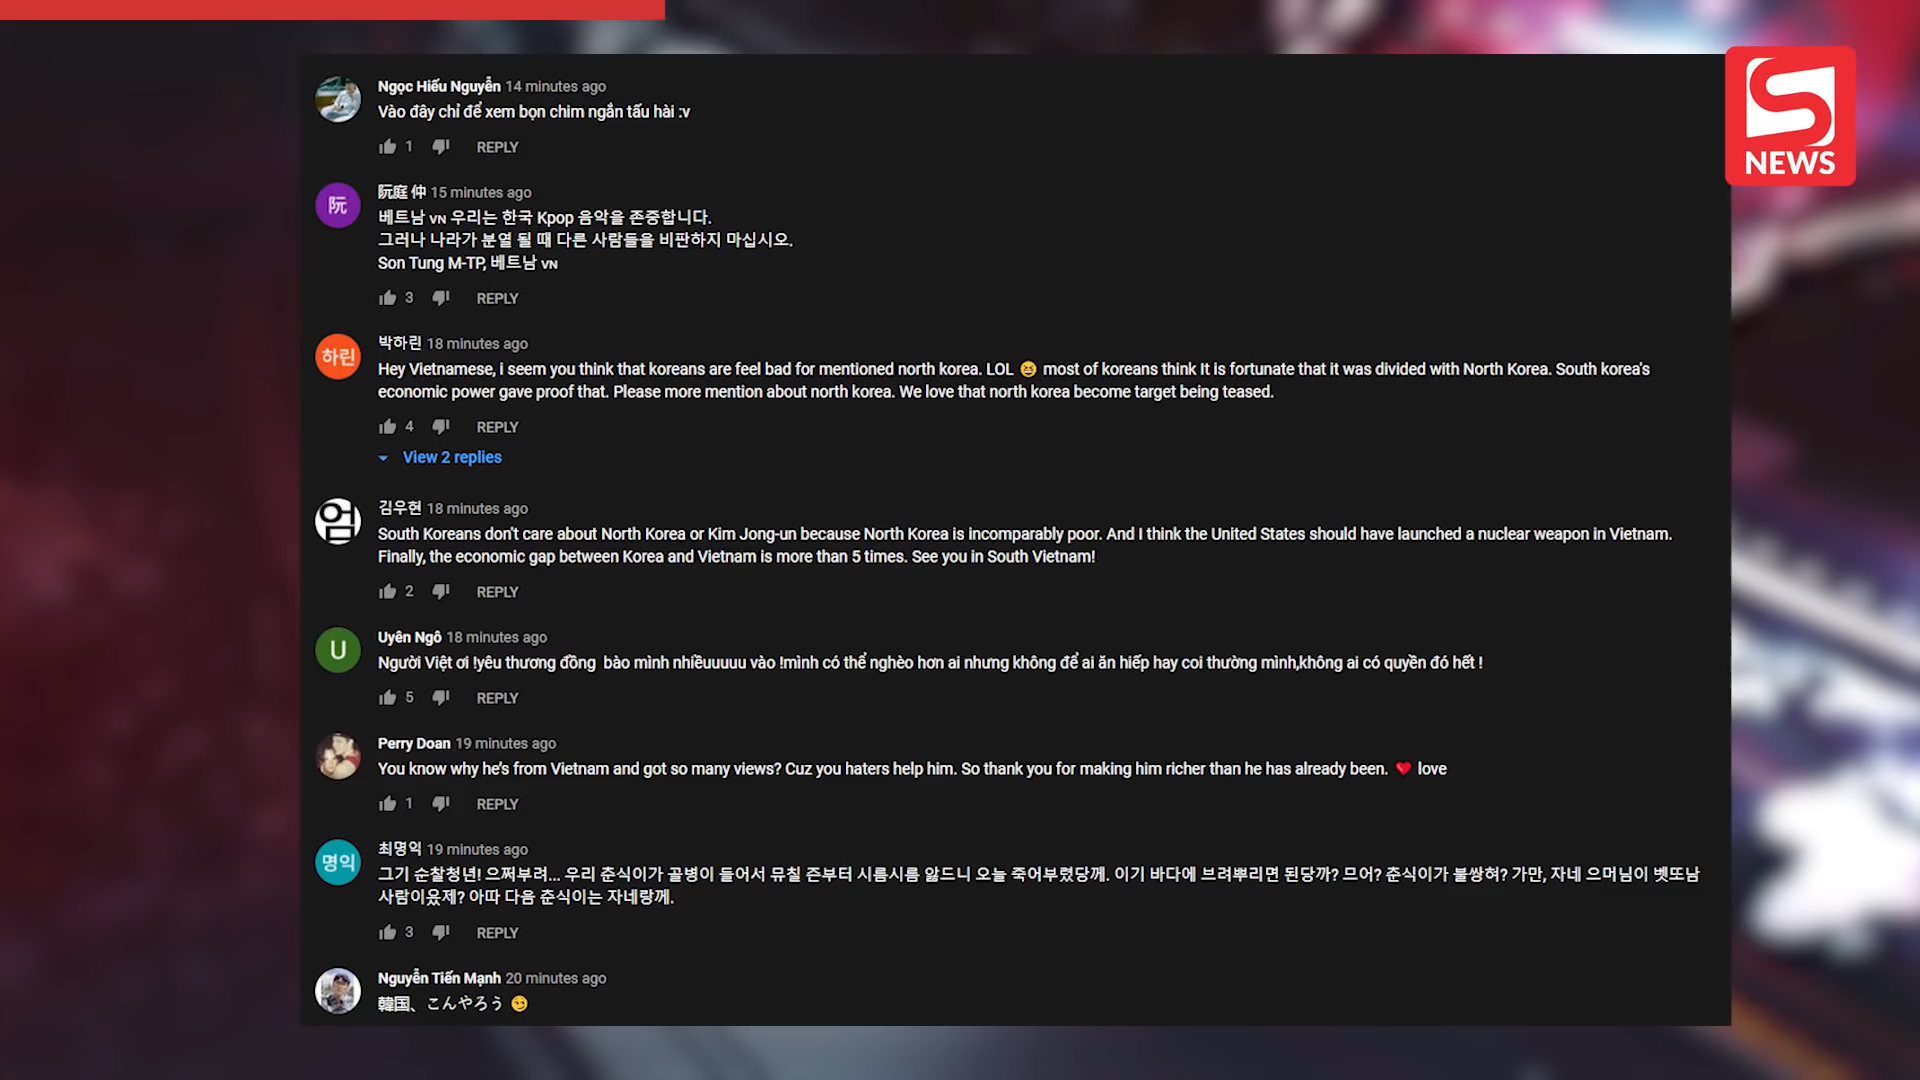 S
NEWS
Ngọc Hiếu Nguyễn 14 minutes ago
Vào đây chỉ để xem bọn chim ngắn tấu hài :v
1 REPLY
阮
阮庭 仲 15 minutes ago
베트남 VN 우리는 한국 Kpop 음악을 존중합니다.
그러나 나라가 분열 될 때 다른 사람들을 비판하지 마십시오.
Son Tung M-TP, 베트남 VN
3 REPLY
하린
박하린 18 minutes ago
Hey Vietnamese, i seem you think that koreans are feel bad for mentioned north korea. LOL 😆 most of koreans think It is fortunate that it was divided with North Korea. South korea's
economic power gave proof that. Please more mention about north korea. We love that north korea become target being teased.
4 REPLY
View 2 replies
엄
김우현 18 minutes ago
South Koreans don't care about North Korea or Kim Jong-un because North Korea is incomparably poor. And I think the United States should have launched a nuclear weapon in Vietnam.
Finally, the economic gap between Korea and Vietnam is more than 5 times. See you in South Vietnam!
2 REPLY
U
Uyên Ngô 18 minutes ago
Người Việt ơi !yêu thương đồng bào mình nhiềuuuuu vào !mình có thể nghèo hơn ai nhưng không để ai ăn hiếp hay coi thường mình,không ai có quyền đó hết !
5 REPLY
Perry Doan 19 minutes ago
You know why he's from Vietnam and got so many views? Cuz you haters help him. So thank you for making him richer than he has already been. ❤️ love
1 REPLY
명익
최명익 19 minutes ago
그기 순찰청년! 으쩌부려... 우리 춘식이가 골병이 들어서 뮤칠 즌부터 시름시름 앓드니 오늘 죽어부렀당께. 이기 바다에 브려뿌리면 된당까? 므어? 춘식이가 불쌍혀? 가만, 자네 으머님이 벳또남
사람이윴제? 아따 다음 춘식이는 자네랑께.
3 REPLY
Nguyễn Tiến Mạnh 20 minutes ago
韓国、こんやろう 😏